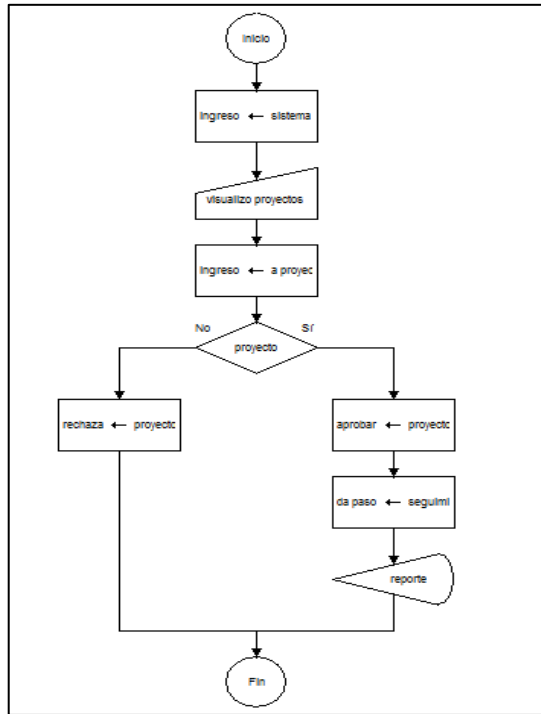 Inicio
Ingreso ← sistema
visualizo proyectos
Ingreso ← a proyec
No
Sí
proyecto
rechaza ← proyecto
aprobar ← proyecto
da paso ← seguimi
reporte
Fin